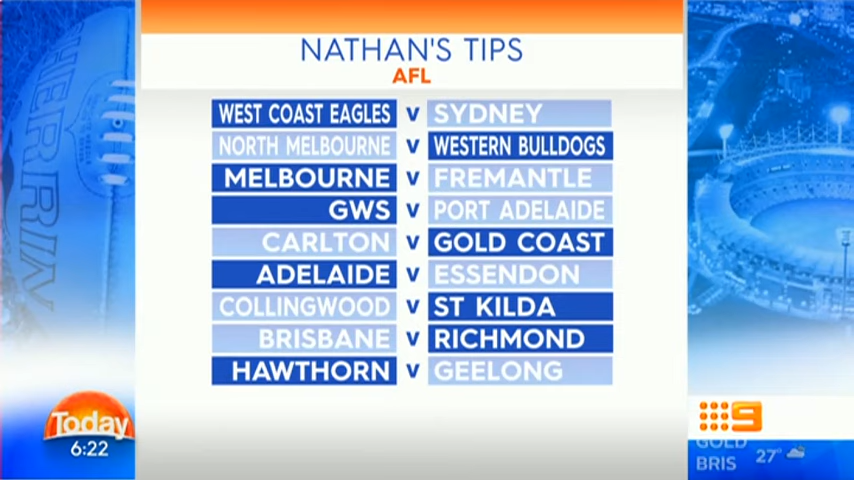 NATHAN'S TIPS
AFL
WEST COAST EAGLES v SYDNEY
NORTH MELBOURNE v WESTERN BULLDOGS
MELBOURNE v FREMANTLE
GWS v PORT ADELAIDE
CARLTON v GOLD COAST
ADELAIDE v ESSENDON
COLLINGWOOD v ST KILDA
BRISBANE v RICHMOND
HAWTHORN v GEELONG
SHERRIN
Today
6:22
9
GOLD
BRIS 27°